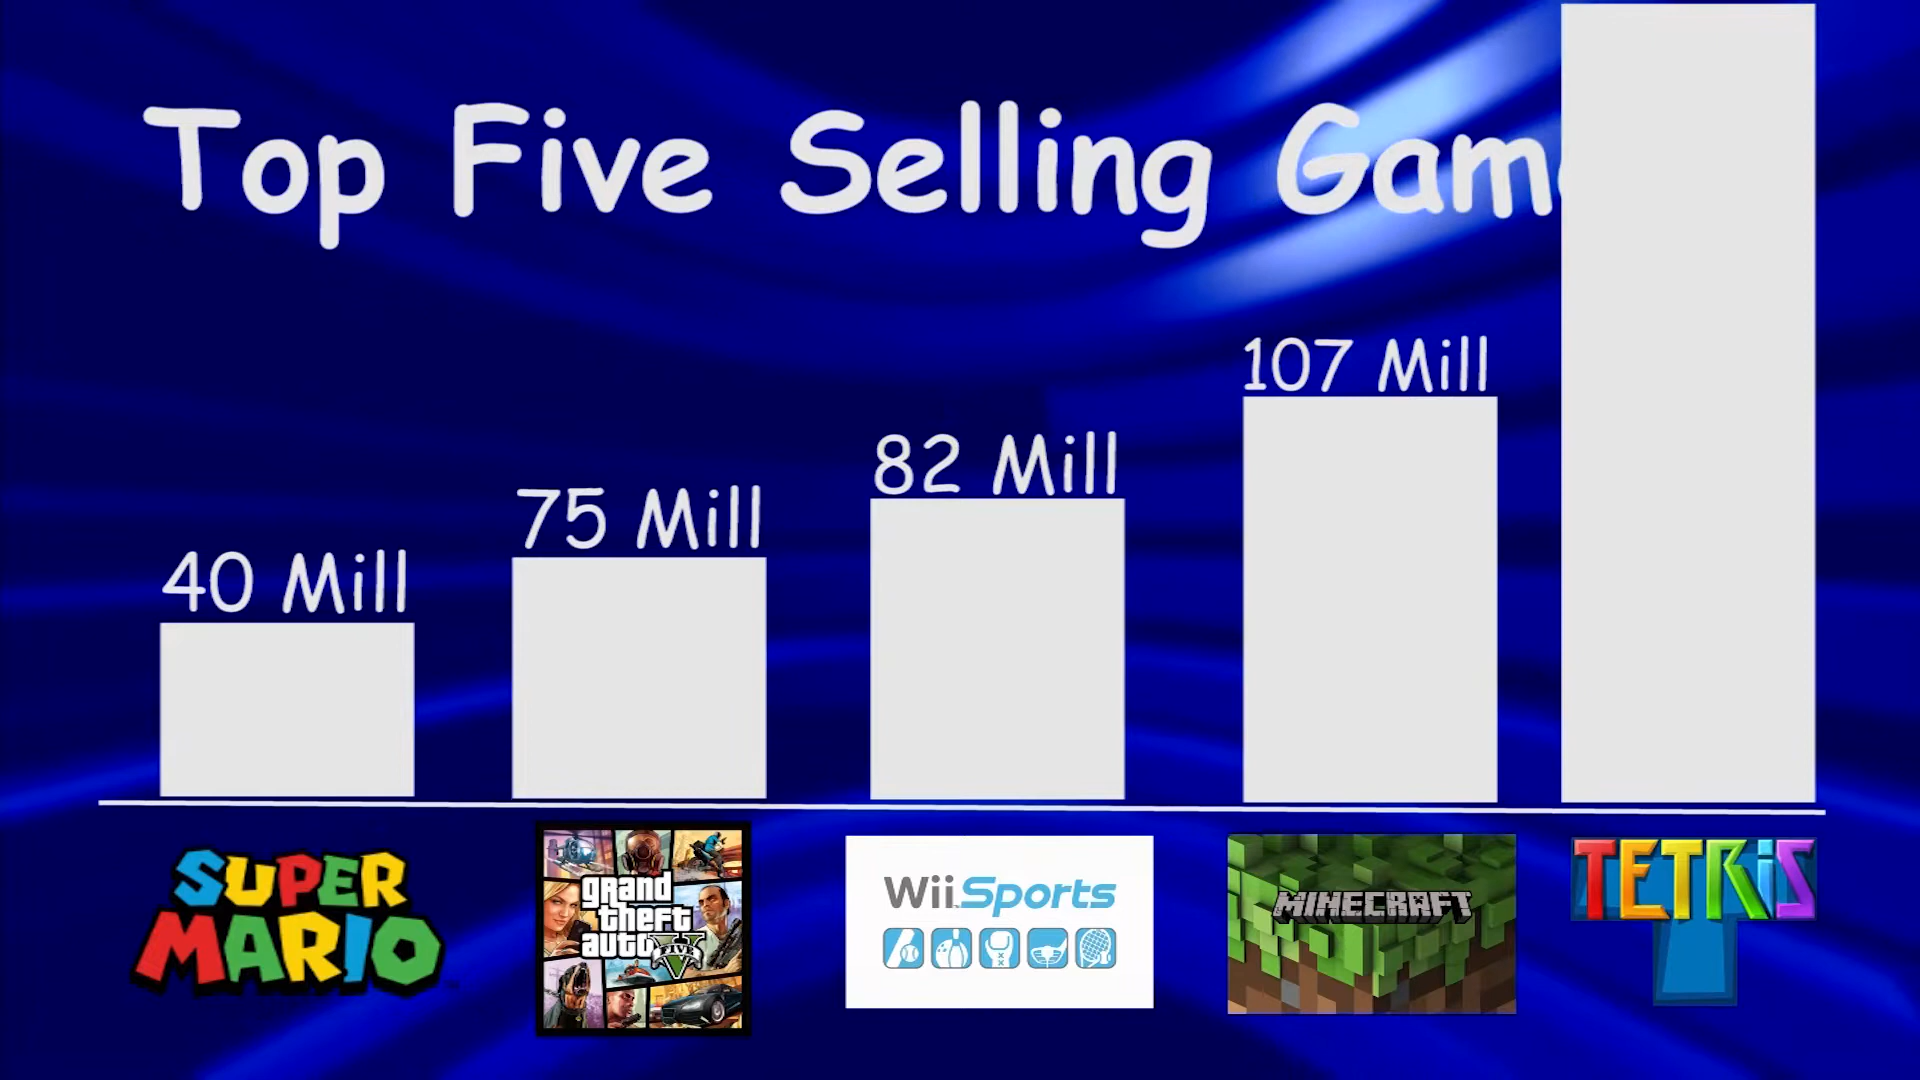 Top Five Selling Game
107 Mill
82 Mill
75 Mill
40 Mill
SUPER
MARIO
grand
theft
auto
FIVE
V
Wii Sports
MINECRAFT
TETRIS